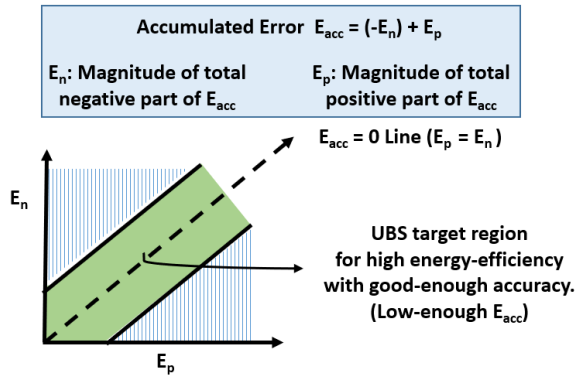 Accumulated Error E_acc = (-E_n) + E_p
E_n: Magnitude of total negative part of E_acc
E_p: Magnitude of total positive part of E_acc
E_acc = 0 Line (E_p = E_n)
E_n
UBS target region
for high energy-efficiency
with good-enough accuracy.
(Low-enough E_acc)
E_p